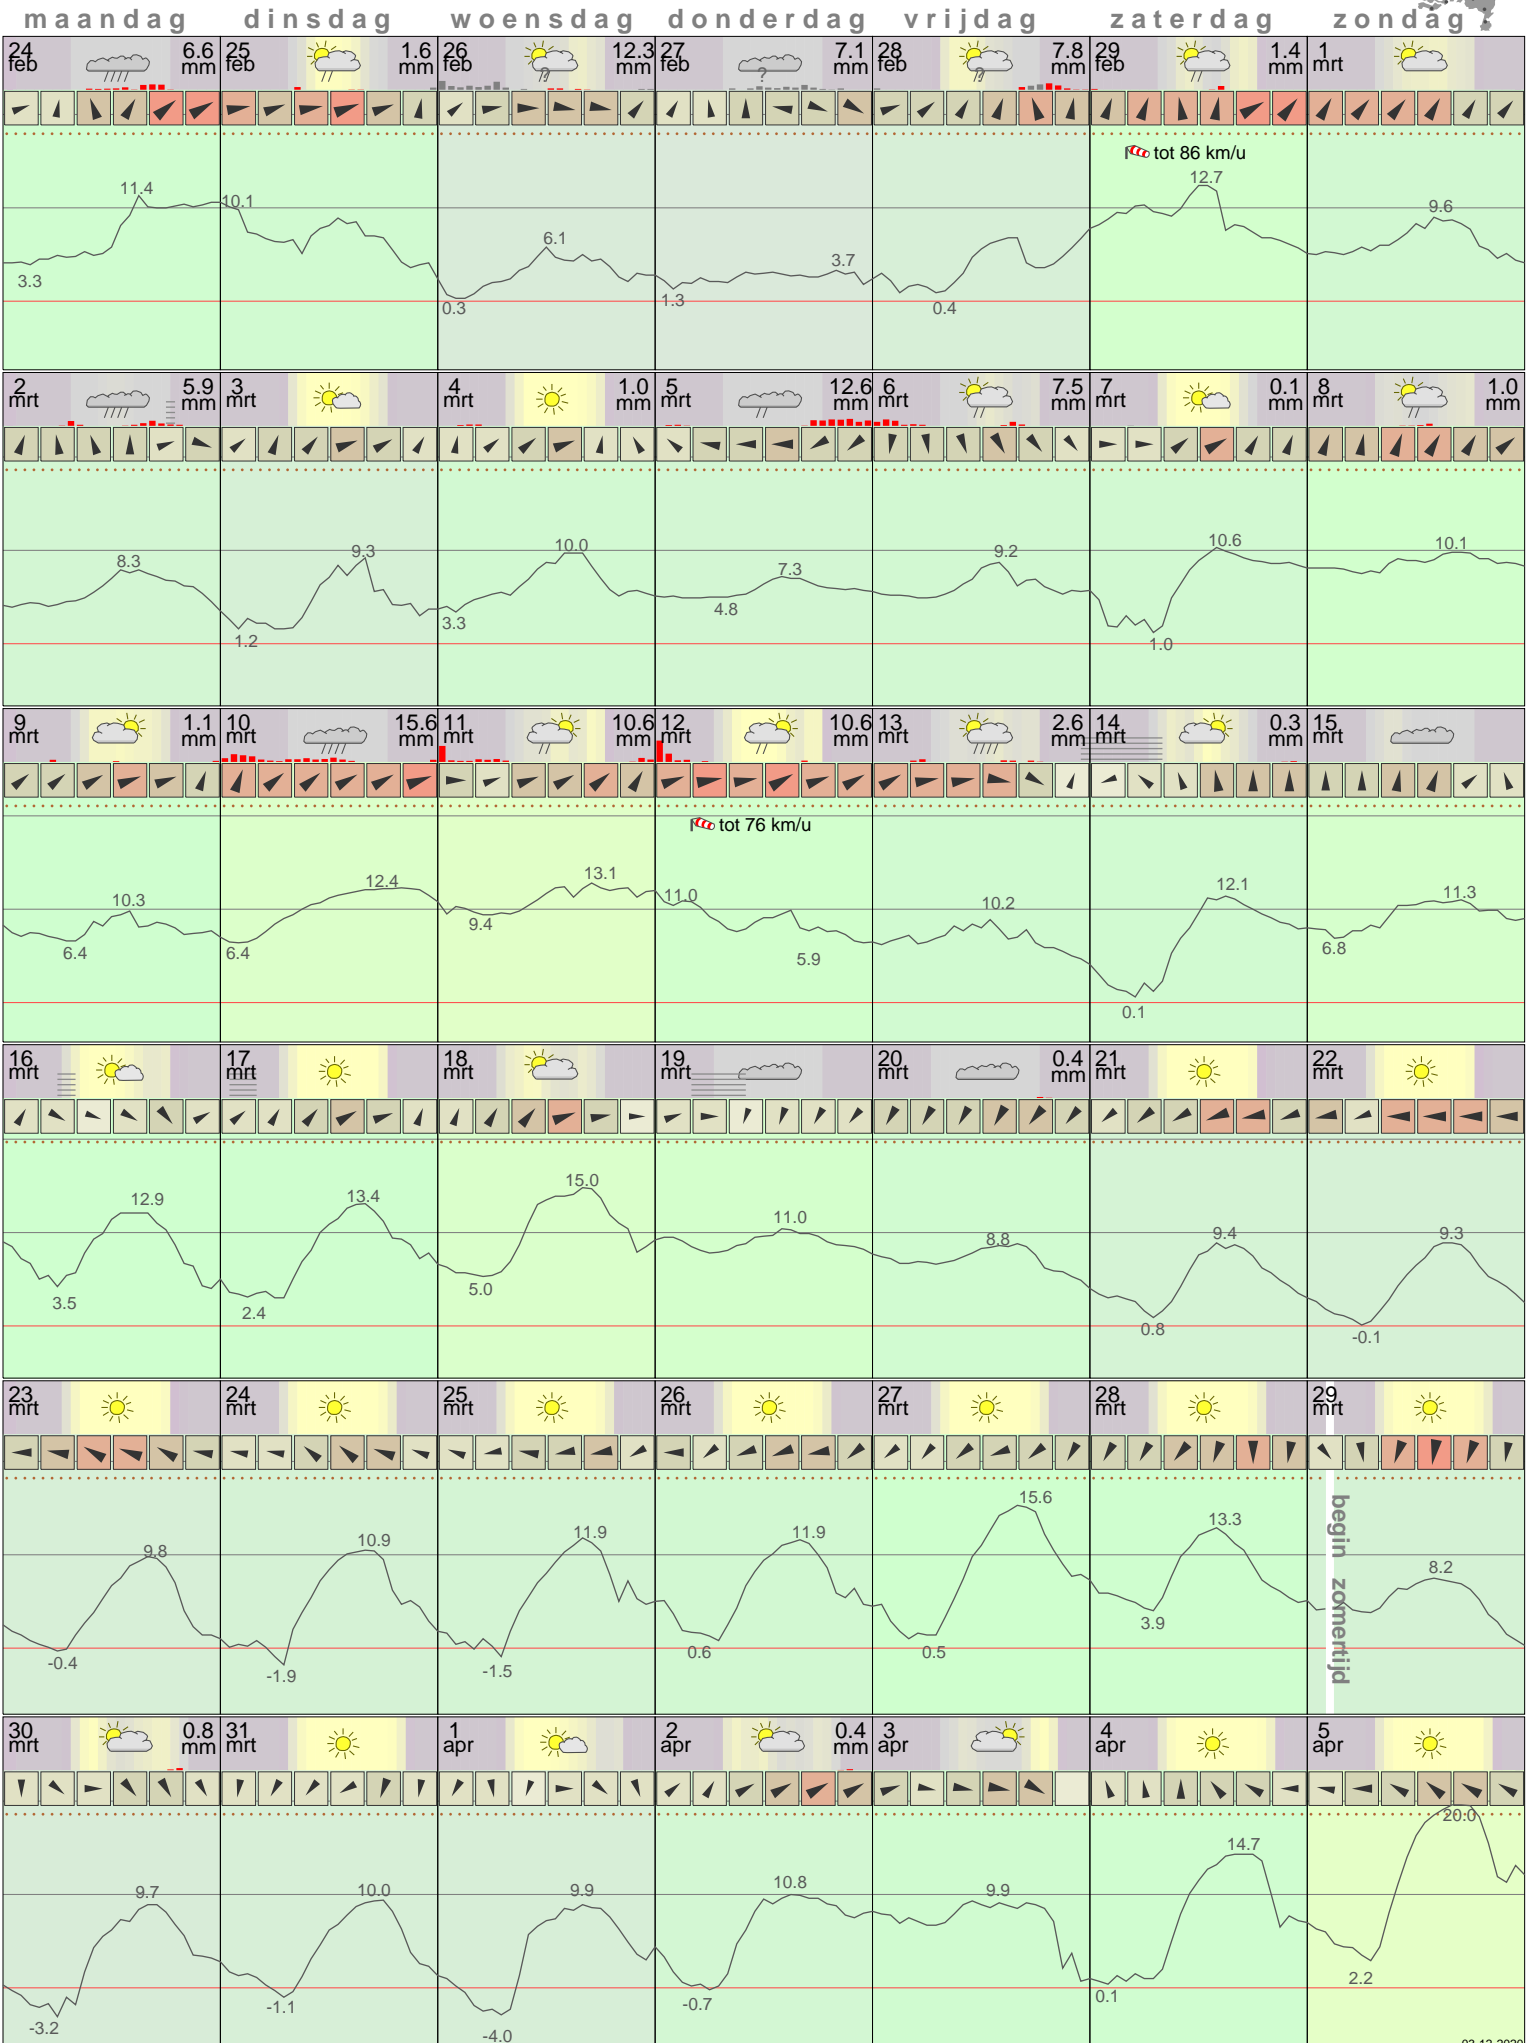 maandag dinsdag woensdag donderdag vrijdag zaterdag zondag
24 feb 6.6 mm 25 feb 1.6 mm 26 feb 12.3 mm 27 feb 7.1 mm 28 feb 7.8 mm 29 feb 1.4 mm 1 mrt
? ? ?
tot 86 km/u
11.4 10.1 6.1 3.7 12.7 9.6
3.3 0.3 1.3 0.4
2 mrt 5.9 mm 3 mrt 4 mrt 1.0 mm 5 mrt 12.6 mm 6 mrt 7.5 mm 7 mrt 0.1 mm 8 mrt 1.0 mm
8.3 9.3 10.0 7.3 9.2 10.6 10.1
1.2 3.3 4.8 1.0
9 mrt 1.1 mm 10 mrt 15.6 mm 11 mrt 10.6 mm 12 mrt 10.6 mm 13 mrt 2.6 mm 14 mrt 0.3 mm 15 mrt
tot 76 km/u
10.3 12.4 13.1 11.0 10.2 12.1 11.3
6.4 6.4 9.4 5.9 0.1 6.8
16 mrt 17 mrt 18 mrt 19 mrt 20 mrt 0.4 mm 21 mrt 22 mrt
12.9 13.4 15.0 11.0 8.8 9.4 9.3
3.5 2.4 5.0 0.8 -0.1
23 mrt 24 mrt 25 mrt 26 mrt 27 mrt 28 mrt 29 mrt
begin zomertijd
9.8 10.9 11.9 11.9 15.6 13.3 8.2
-0.4 -1.9 -1.5 0.6 0.5 3.9
30 mrt 0.8 mm 31 mrt 1 apr 2 apr 0.4 mm 3 apr 4 apr 5 apr
9.7 10.0 9.9 10.8 9.9 14.7 20.0
-3.2 -1.1 -4.0 -0.7 0.1 2.2